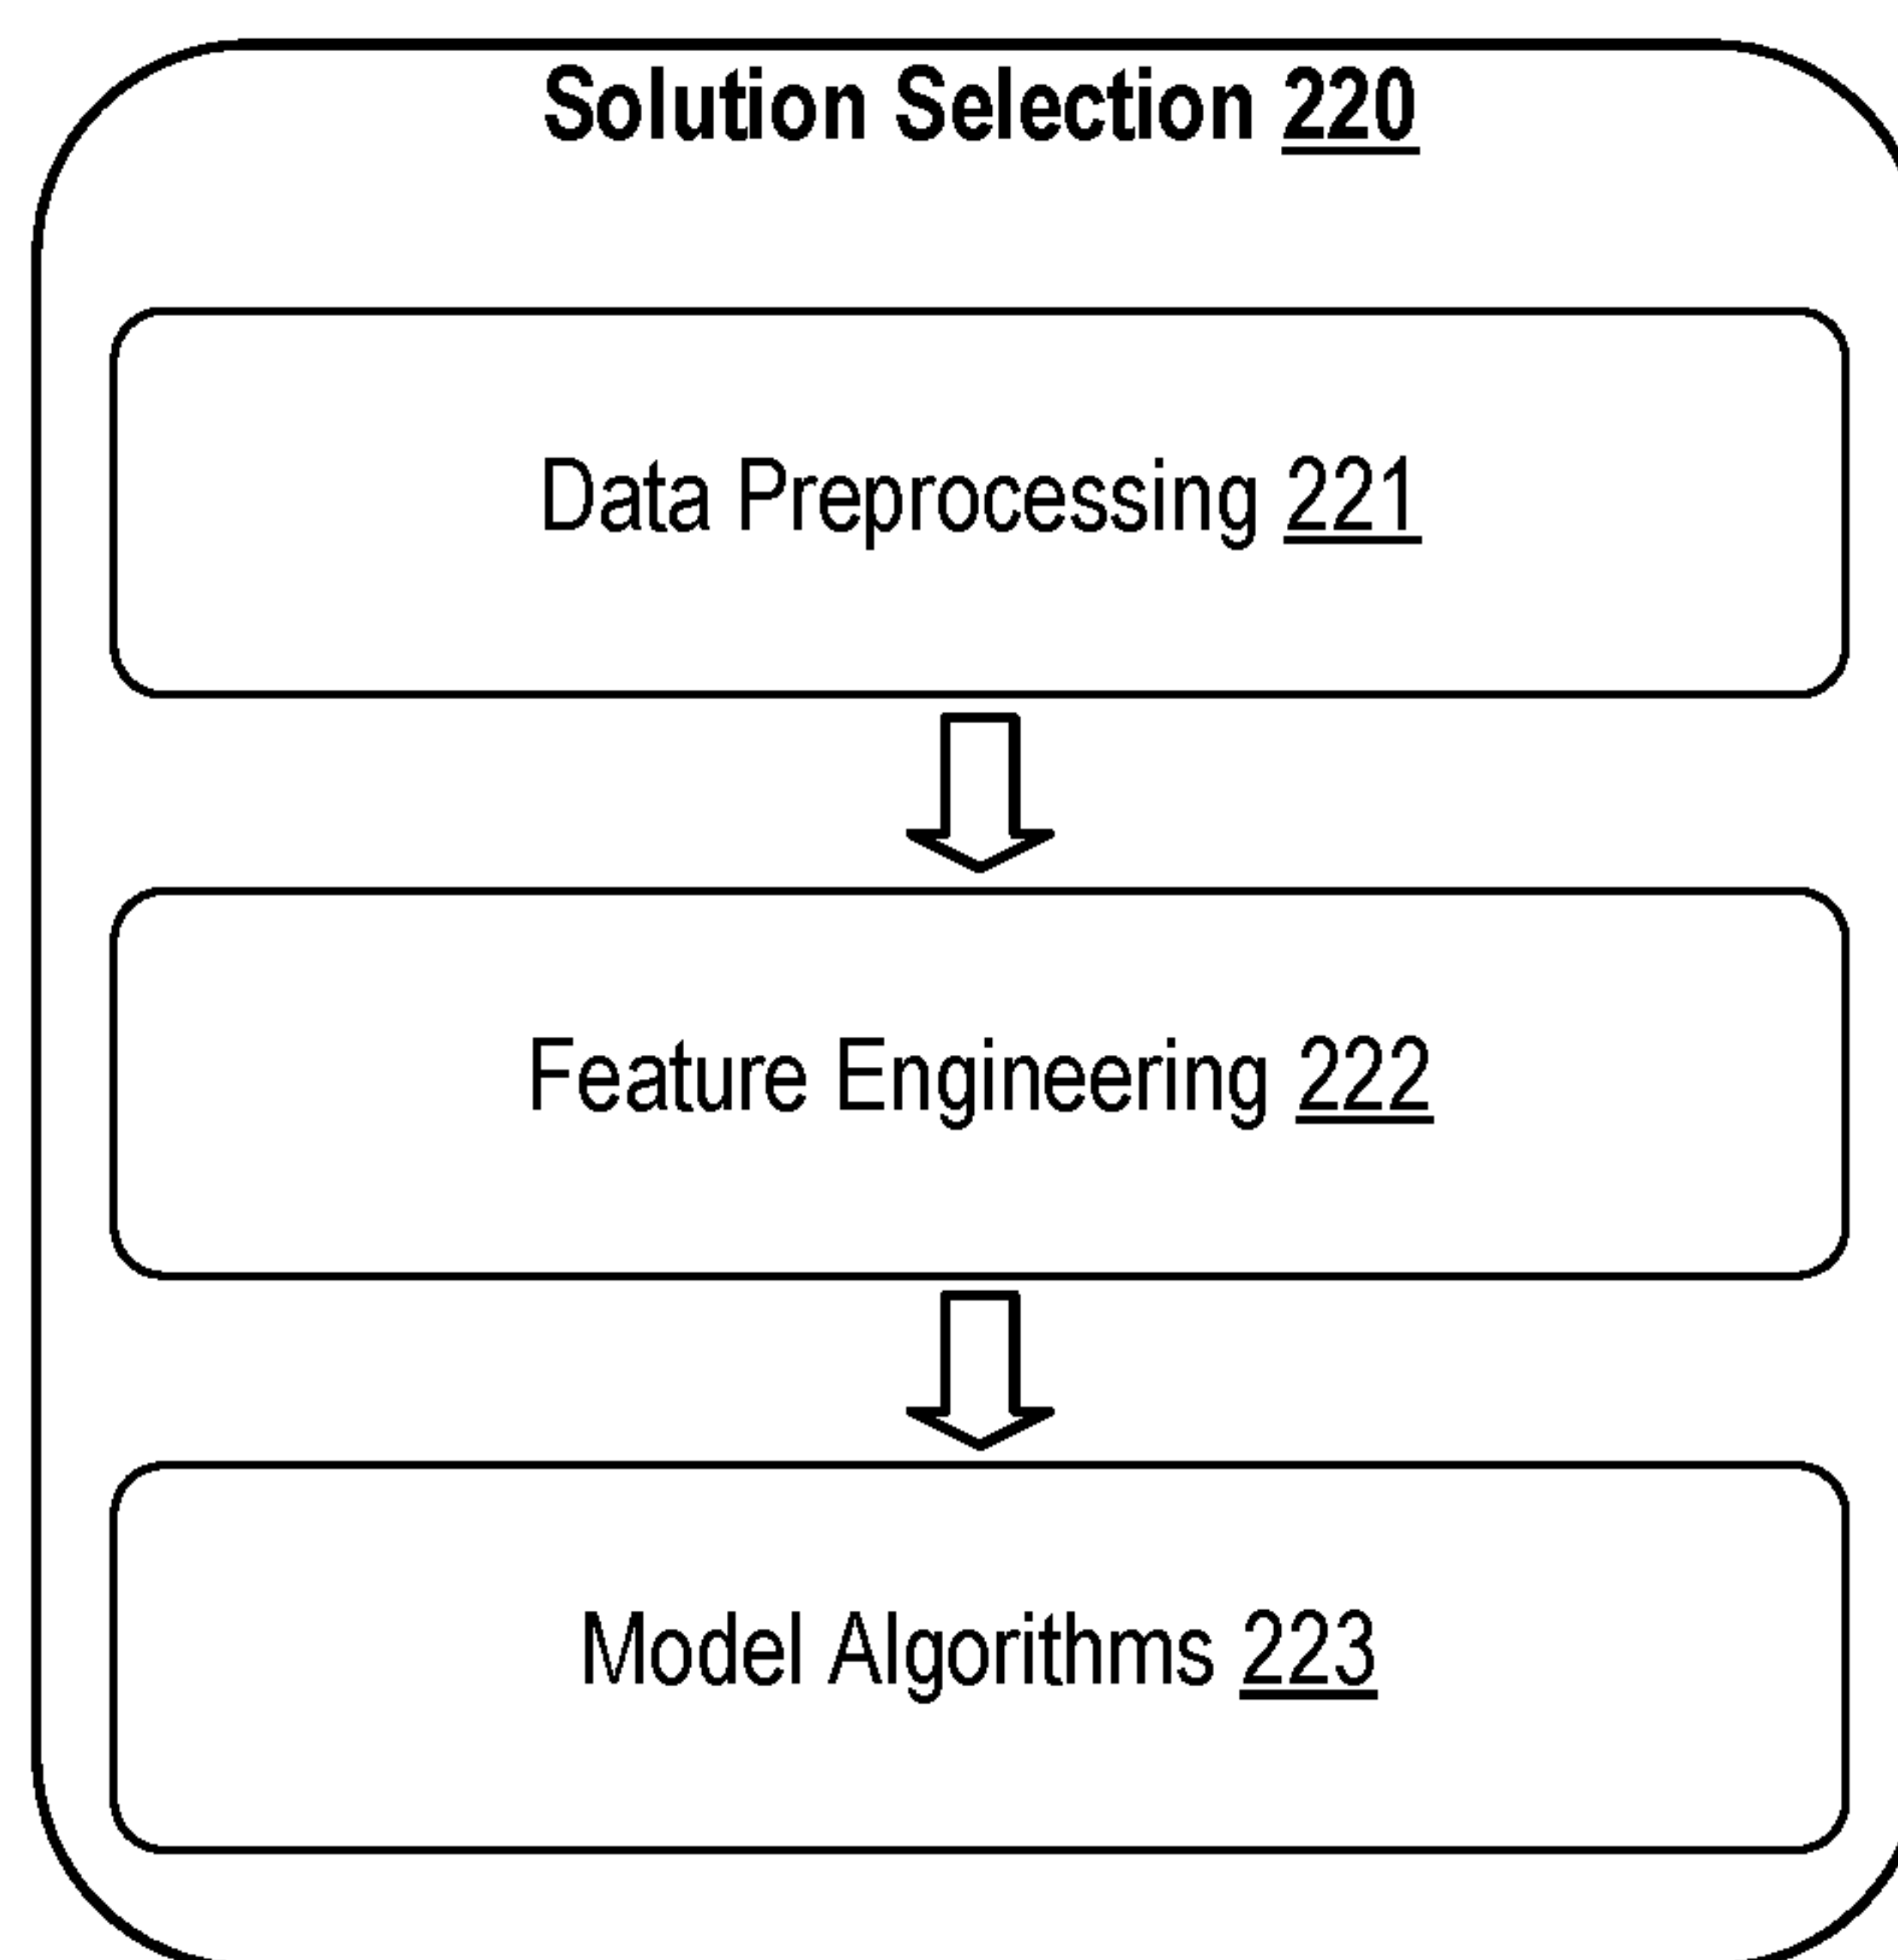 Solution Selection 220
Data Preprocessing 221
Feature Engineering 222
Model Algorithms 223